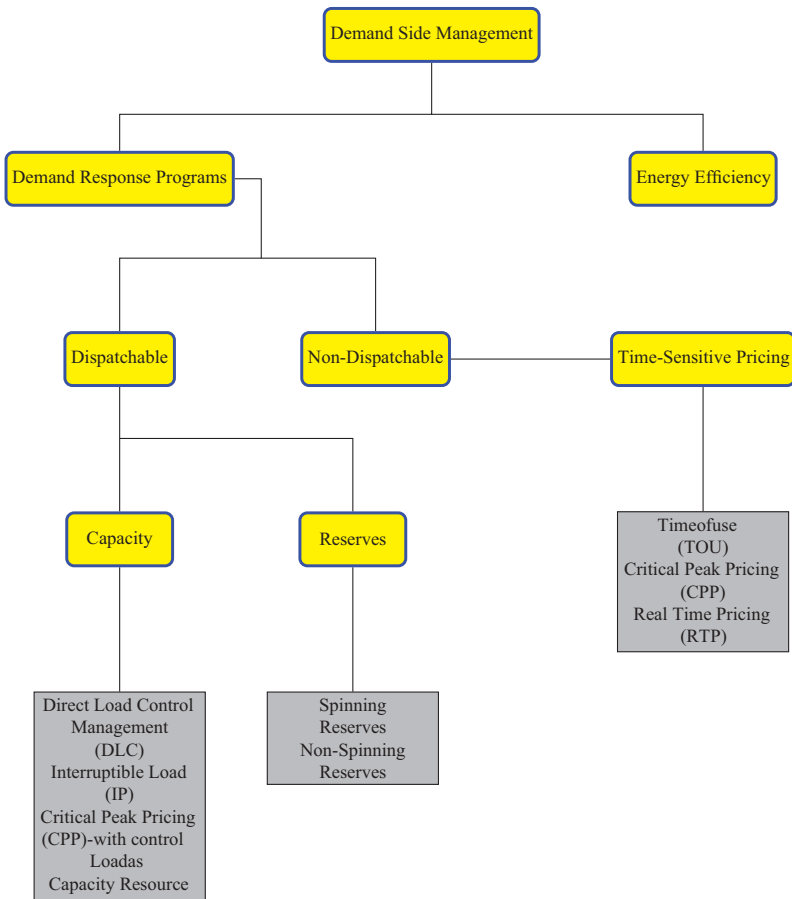 Demand Side Management
Demand Response Programs
Energy Efficiency
Dispatchable
Non-Dispatchable
Time-Sensitive Pricing
Capacity
Reserves
Timeofuse
(TOU)
Critical Peak Pricing
(CPP)
Real Time Pricing
(RTP)
Direct Load Control
Management
(DLC)
Interruptible Load
(IP)
Critical Peak Pricing
(CPP)-with control
Loadas
Capacity Resource
Spinning
Reserves
Non-Spinning
Reserves